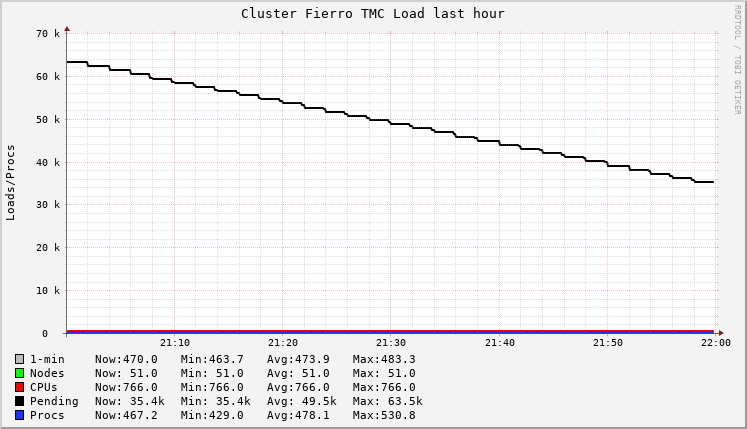 Cluster Fierro TMC Load last hour
RRDTOOL / TOBI OETIKER
Loads/Procs
70 k
60 k
50 k
40 k
30 k
20 k
10 k
0
21:10 21:20 21:30 21:40 21:50 22:00
1-min Now:470.0 Min:463.7 Avg:473.9 Max:483.3
Nodes Now: 51.0 Min: 51.0 Avg: 51.0 Max: 51.0
CPUs Now:766.0 Min:766.0 Avg:766.0 Max:766.0
Pending Now: 35.4k Min: 35.4k Avg: 49.5k Max: 63.5k
Procs Now:467.2 Min:429.0 Avg:478.1 Max:530.8